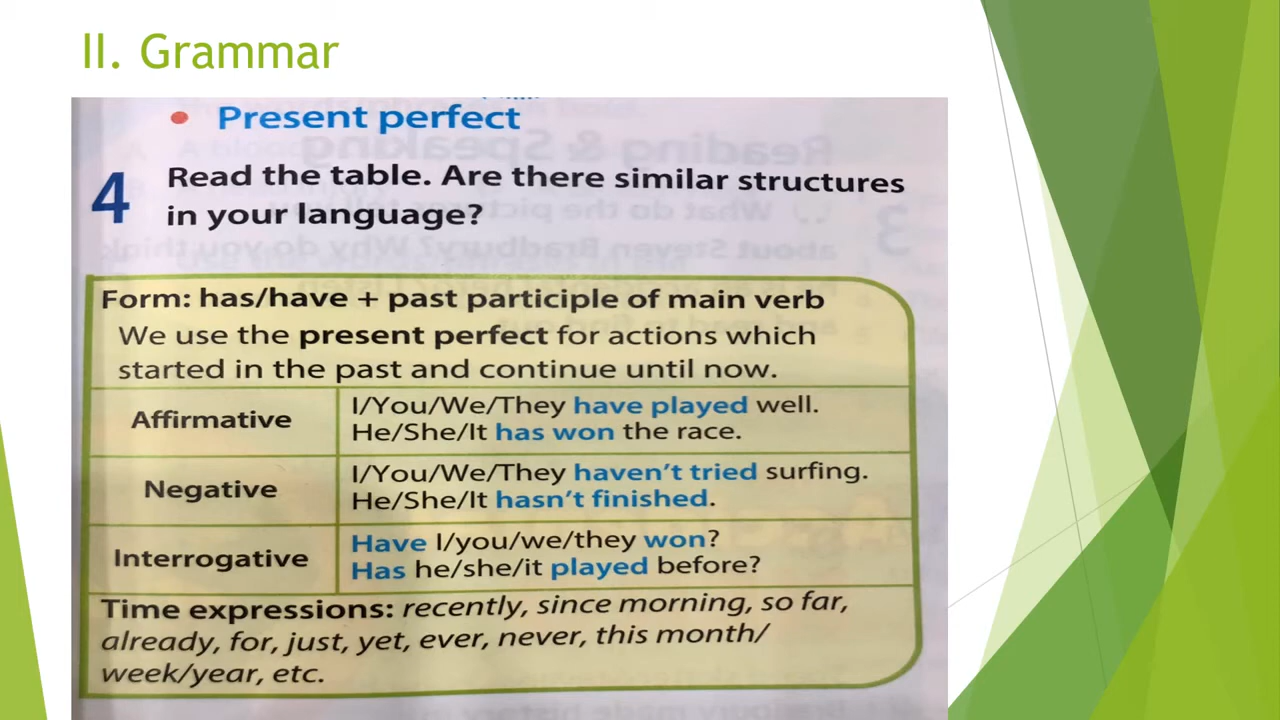 II. Grammar
• Present perfect
4 Read the table. Are there similar structures
in your language?
Form: has/have + past participle of main verb
We use the present perfect for actions which
started in the past and continue until now.
Affirmative
I/You/We/They have played well.
He/She/It has won the race.
Negative
I/You/We/They haven't tried surfing.
He/She/It hasn't finished.
Interrogative
Have I/you/we/they won?
Has he/she/it played before?
Time expressions: recently, since morning, so far,
already, for, just, yet, ever, never, this month/
week/year, etc.